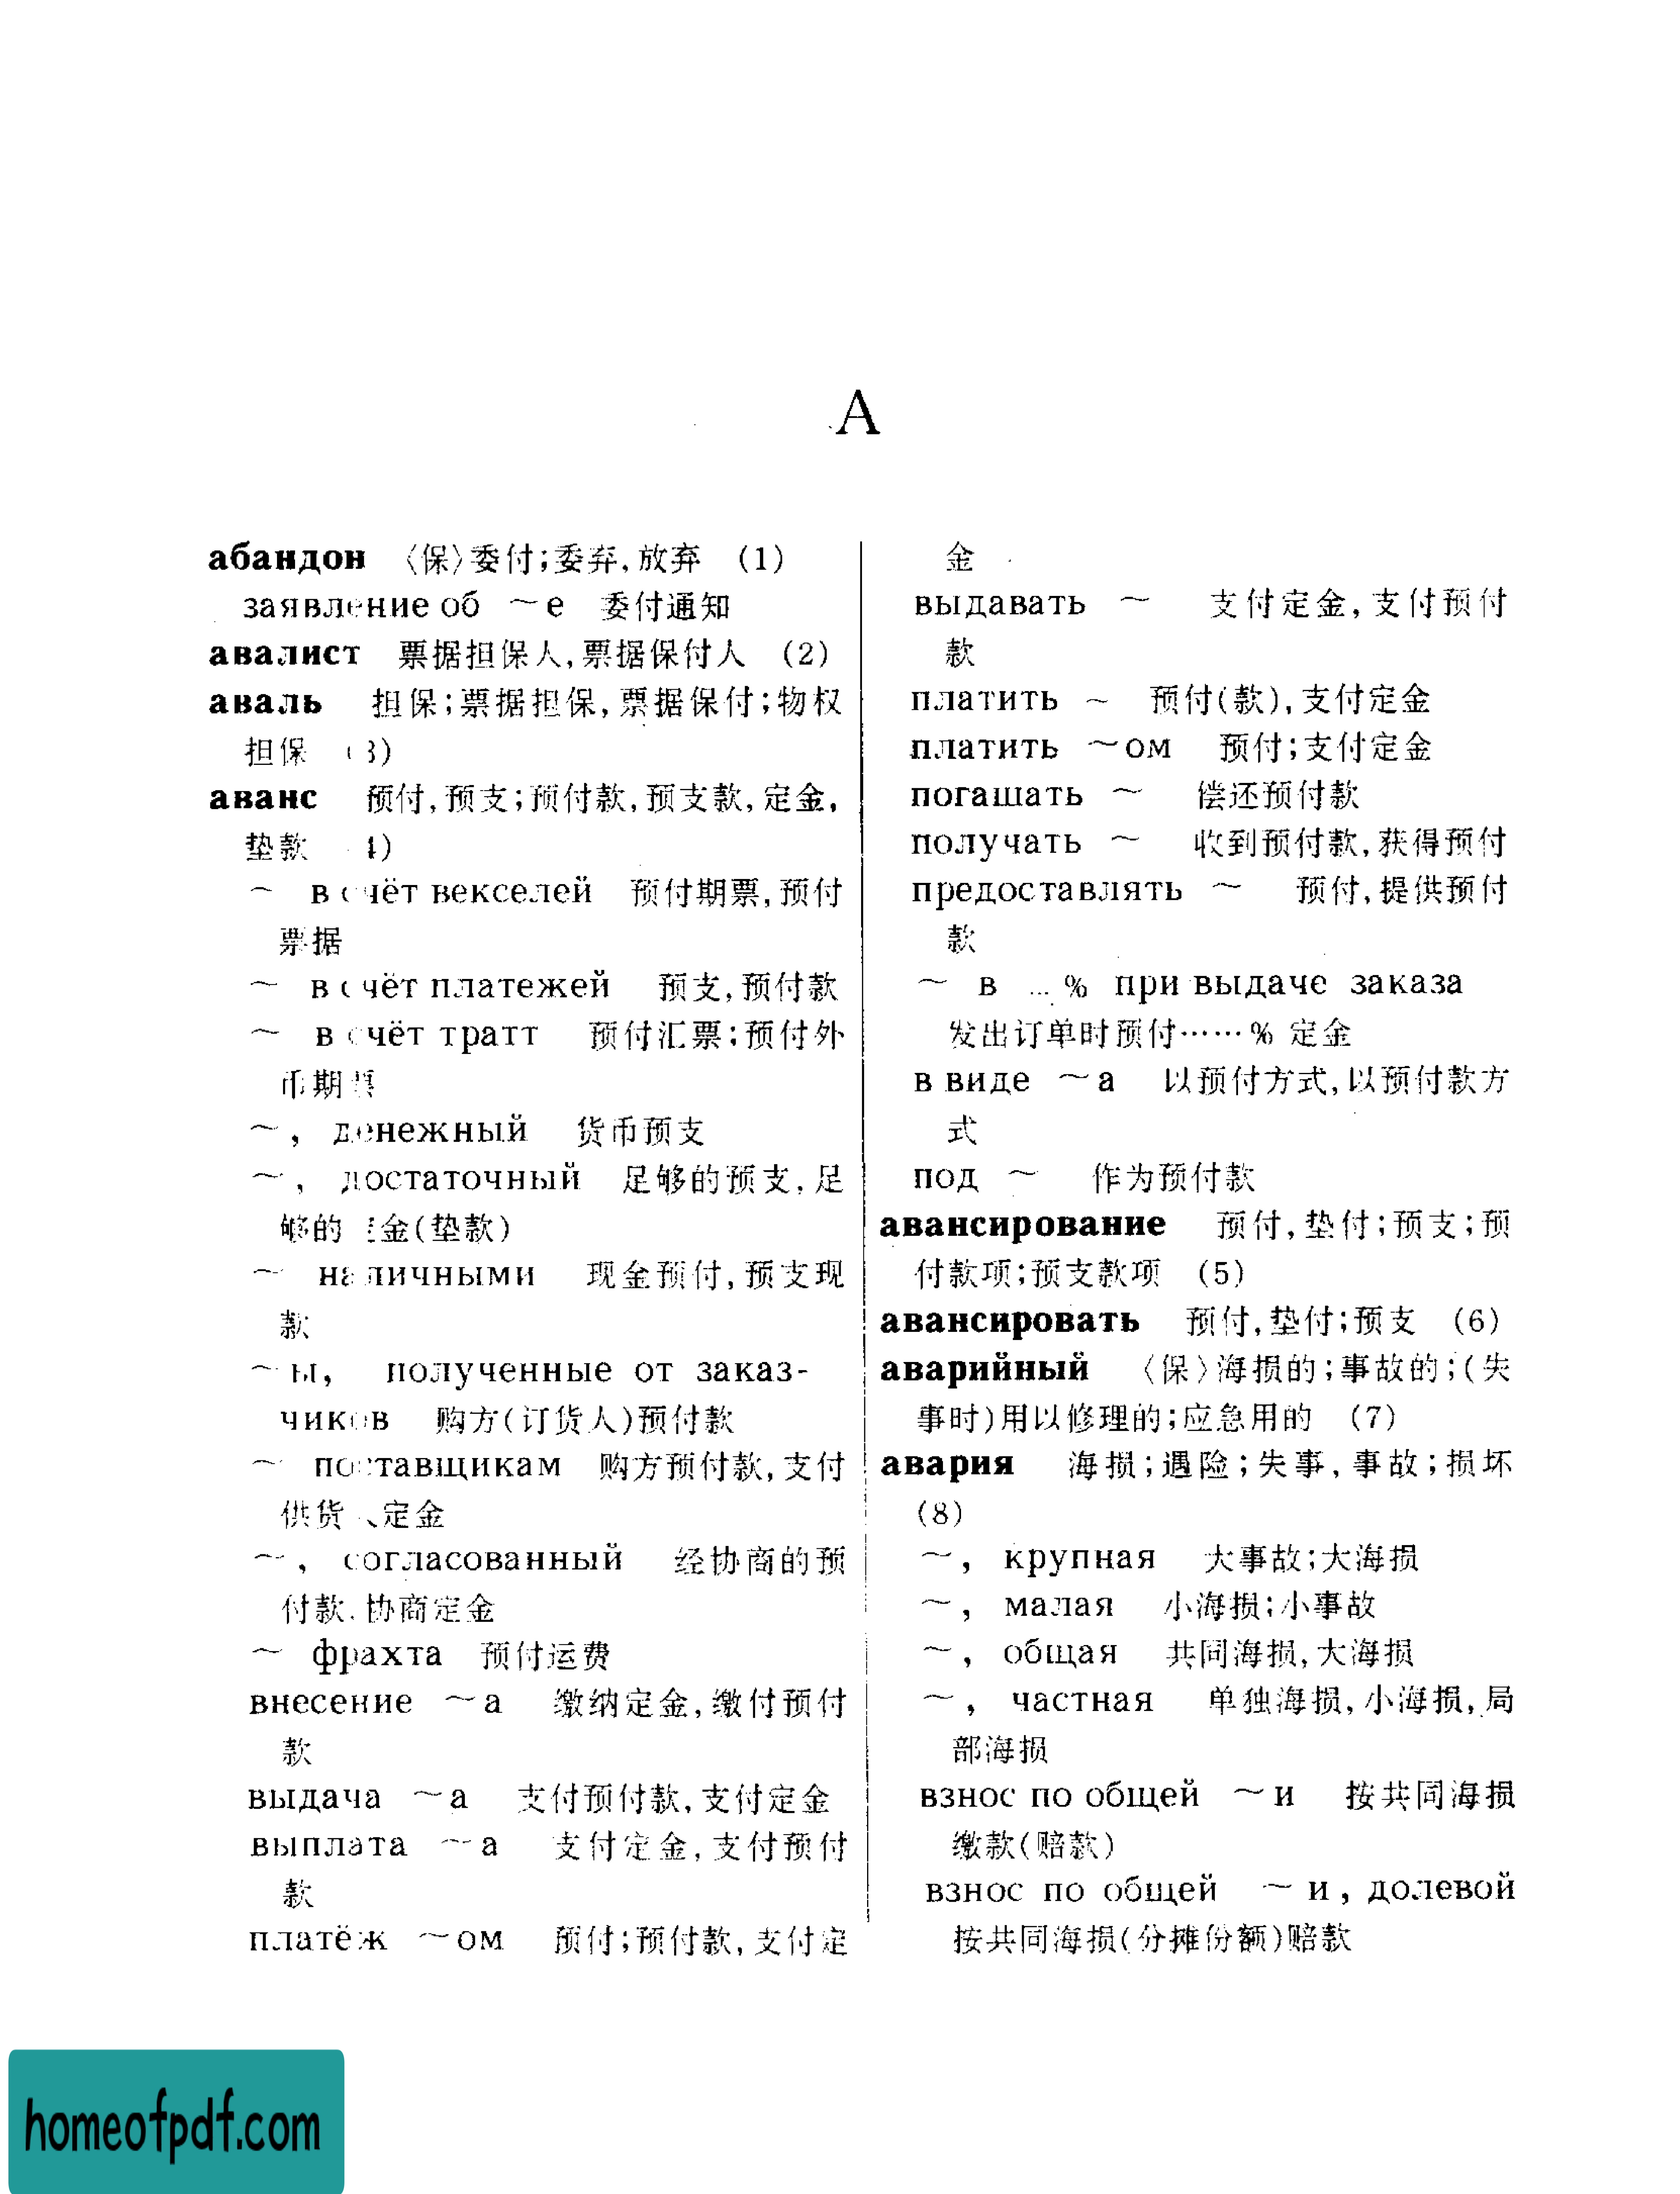 А
абандон 〈保〉委付;委弃,放弃 (1)
заявление об ~е 委付通知
авалист 票据担保人,票据保付人 (2)
аваль 担保;票据担保,票据保付;物权
担保 (3)
аванс 预付,预支;预付款,预支款,定金,
垫款 4)
~ в счёт векселей 预付期票,预付
票据
~ в счёт платежей 预支,预付款
~ в счёт тратт 预付汇票;预付外
币期票
~, денежный 货币预支
~, достаточный 足够的预支,足
够的定金(垫款)
~ наличными 现金预付,预支现
款
~ы, полученные от заказ-
чиков 购方(订货人)预付款
~ поставщикам 购方预付款,支付
供货人定金
~, согласованный 经协商的预
付款,协商定金
~ фрахта 预付运费
внесение ~а 缴纳定金,缴付预付
款
выдача ~а 支付预付款,支付定金
выплата ~а 支付定金,支付预付
款
платёж ~ом 预付;预付款,支付定
金
выдавать ~ 支付定金,支付预付
款
платить ~ 预付(款),支付定金
платить ~ом 预付;支付定金
погашать ~ 偿还预付款
получать ~ 收到预付款,获得预付
предоставлять ~ 预付,提供预付
款
~ в ...% при выдаче заказа
发出订单时预付……% 定金
в виде ~а 以预付方式,以预付款方
式
под ~ 作为预付款
авансирование 预付,垫付;预支;预
付款项;预支款项 (5)
авансировать 预付,垫付;预支 (6)
аварийный 〈保〉海损的;事故的;(失
事时)用以修理的;应急用的 (7)
авария 海损;遇险;失事,事故;损坏
(8)
~, крупная 大事故;大海损
~, малая 小海损;小事故
~, общая 共同海损,大海损
~, частная 单独海损,小海损,局
部海损
взнос по общей ~и 按共同海损
缴款(赔款)
взнос по общей ~и, долевой
按共同海损(分摊份额)赔款
homeofpdf.com